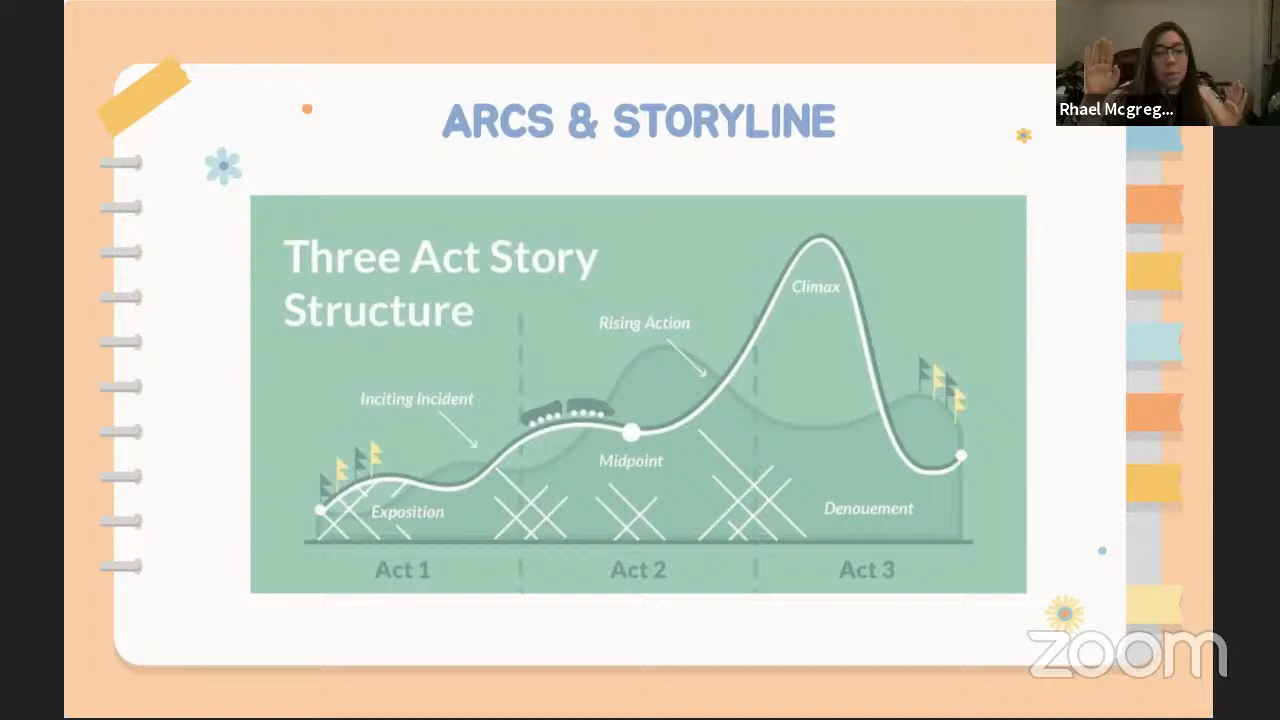 ARCS & STORYLINE
Rhael Mcgreg...
Three Act Story
Structure
Climax
Rising Action
Inciting Incident
Midpoint
Exposition
Denouement
Act 1
Act 2
Act 3
zoom